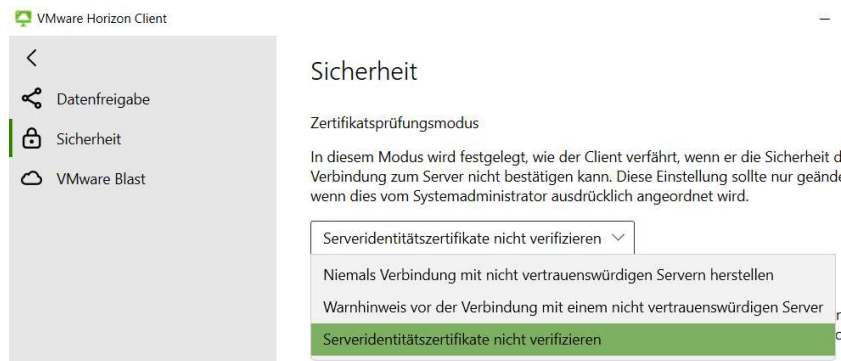 VMware Horizon Client
Datenfreigabe
Sicherheit
VMware Blast
Sicherheit
Zertifikatsprüfungsmodus
In diesem Modus wird festgelegt, wie der Client verfährt, wenn er die Sicherheit
Verbindung zum Server nicht bestätigen kann. Diese Einstellung sollte nur
wenn dies vom Systemadministrator ausdrücklich angeordnet wird.
Serveridentitätszertifikate nicht verifizieren
Niemals Verbindung mit nicht vertrauenswürdigen Servern herstellen
Warnhinweis vor der Verbindung mit einem nicht vertrauenswürdigen Server
Serveridentitätszertifikate nicht verifizieren